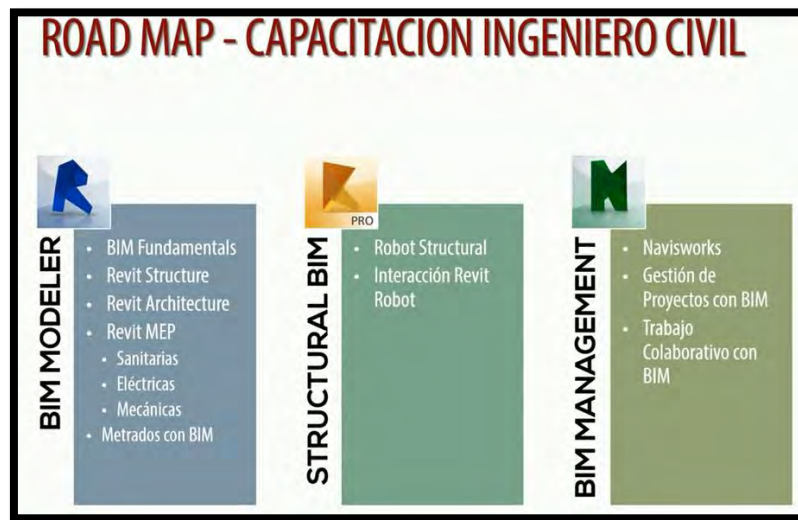 ROAD MAP - CAPACITACION INGENIERO CIVIL
BIM MODELER
• BIM Fundamentals
• Revit Structure
• Revit Architecture
• Revit MEP
• Sanitarias
• Eléctricas
• Mecánicas
• Metrados con BIM
PRO
STRUCTURAL BIM
• Robot Structural
• Interacción Revit
Robot
BIM MANAGEMENT
• Navisworks
• Gestión de
Proyectos con BIM
• Trabajo
Colaborativo con
BIM